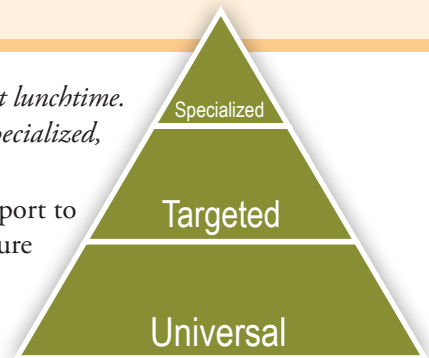 t lunchtime.
pecialized,
port to
ure
Specialized
Targeted
Universal